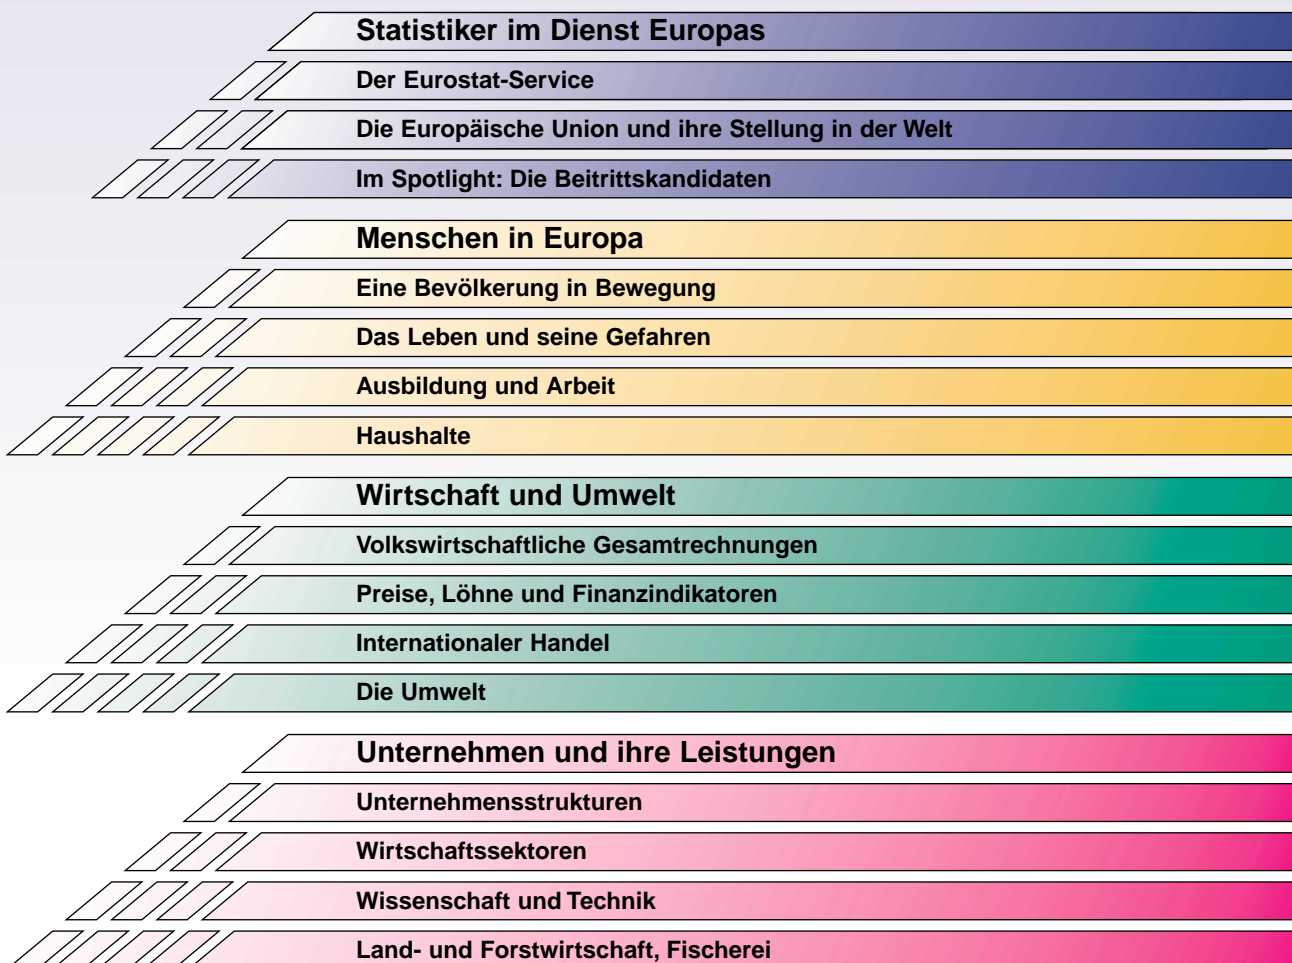 Statistiker im Dienst Europas
Der Eurostat-Service
Die Europäische Union und ihre Stellung in der Welt
Im Spotlight: Die Beitrittskandidaten
Menschen in Europa
Eine Bevölkerung in Bewegung
Das Leben und seine Gefahren
Ausbildung und Arbeit
Haushalte
Wirtschaft und Umwelt
Volkswirtschaftliche Gesamtrechnungen
Preise, Löhne und Finanzindikatoren
Internationaler Handel
Die Umwelt
Unternehmen und ihre Leistungen
Unternehmensstrukturen
Wirtschaftssektoren
Wissenschaft und Technik
Land- und Forstwirtschaft, Fischerei